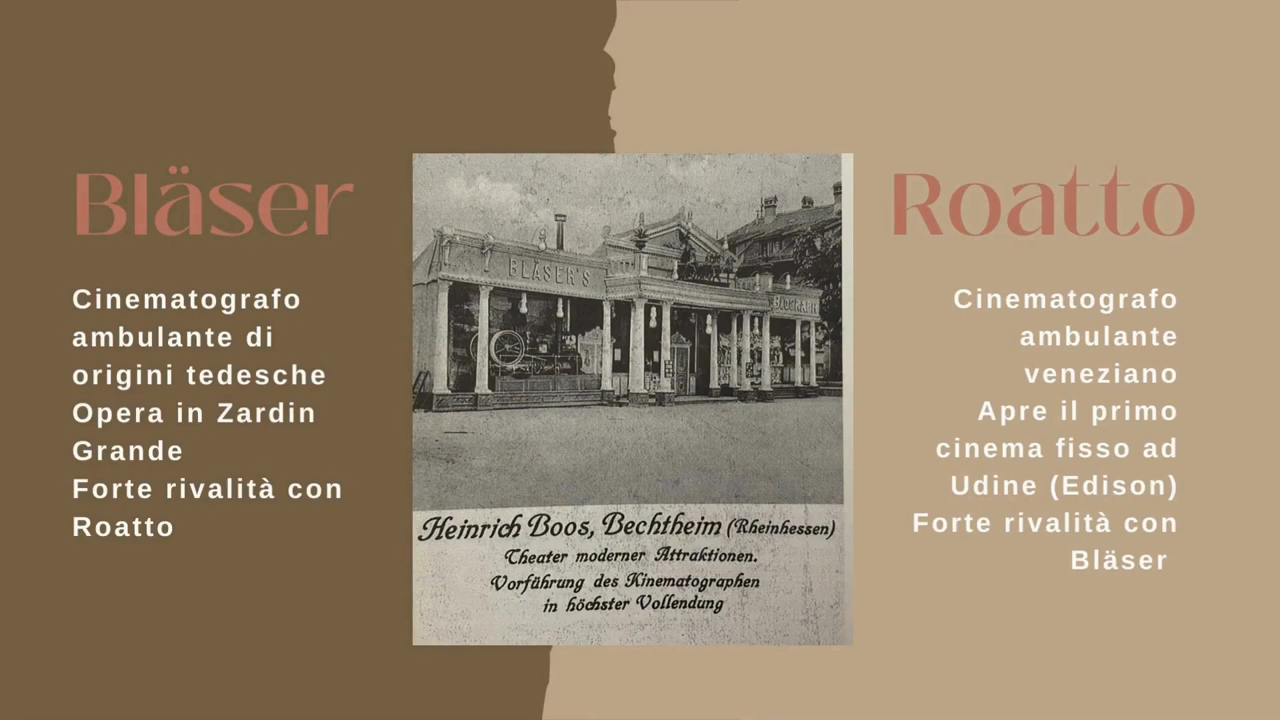 Bläser
Cinematografo
ambulante di
origini tedesche
Opera in Zardin
Grande
Forte rivalità con
Roatto
BLÄSER'S
Heinrich Boos, Bechtheim (Rheinhessen)
Theater moderner Attraktionen.
Vorführung des Kinematographen
in höchster Vollendung
Roatto
Cinematografo
ambulante
veneziano
Apre il primo
cinema fisso ad
Udine (Edison)
Forte rivalità con
Bläser